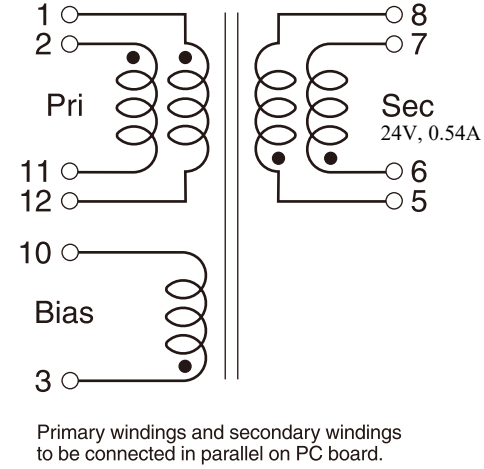 1
8
2
7
Pri
Sec
24V, 0.54A
11
6
12
5
10
Bias
3
Primary windings and secondary windings
to be connected in parallel on PC board.